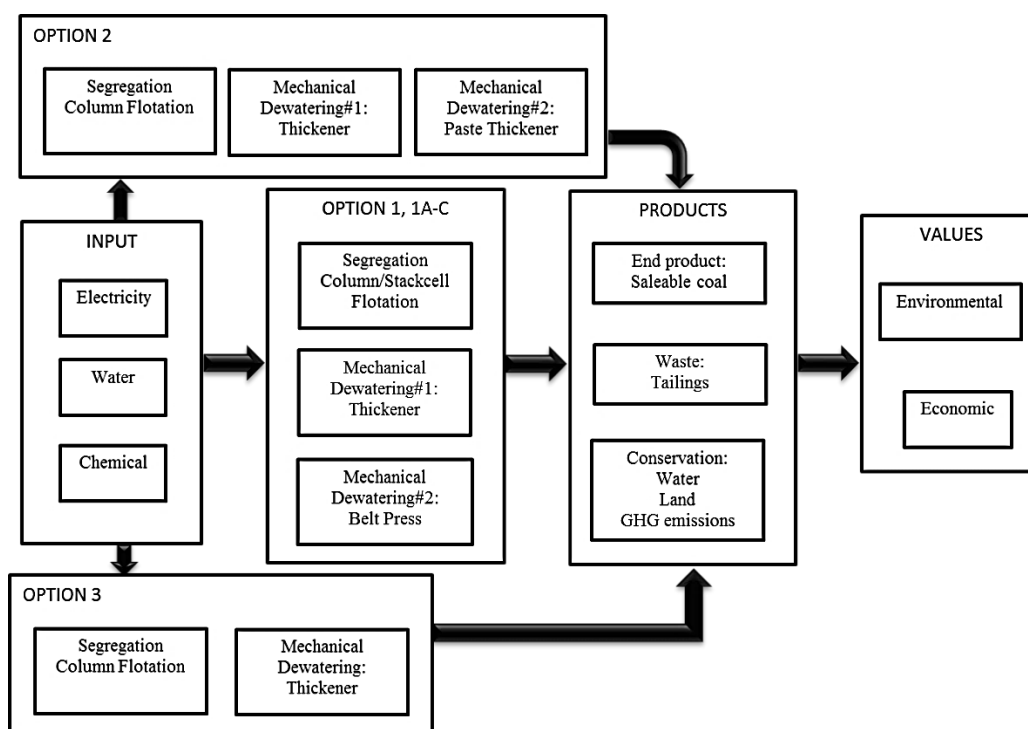 OPTION 2
Segregation
Column Flotation
Mechanical
Dewatering#1:
Thickener
Mechanical
Dewatering#2:
Paste Thickener
INPUT
Electricity
Water
Chemical
OPTION 1, 1A-C
Segregation
Column/Stackcell
Flotation
Mechanical
Dewatering#1:
Thickener
Mechanical
Dewatering#2:
Belt Press
PRODUCTS
End product:
Saleable coal
Waste:
Tailings
Conservation:
Water
Land
GHG emissions
VALUES
Environmental
Economic
OPTION 3
Segregation
Column Flotation
Mechanical
Dewatering:
Thickener